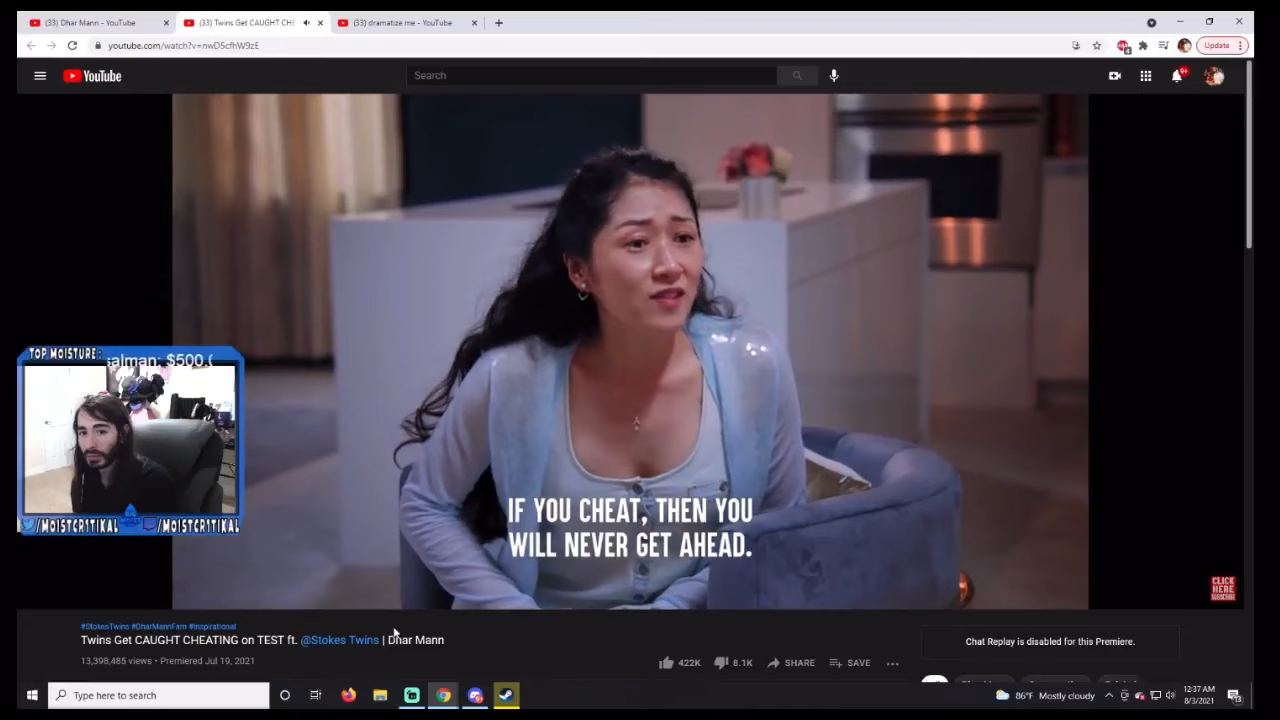 (33) Dhar Mann - YouTube
(33) Twins Get CAUGHT CHE
(33) dramatize me - YouTube
youtube.com/watch?v=nwD5cfhW9zE
Update
YouTube
Search
9+
TOP MOISTURE:
salman: $500.(
/MOISTCR1TIKAL /MOISTCR1TIKAL
IF YOU CHEAT, THEN YOU
WILL NEVER GET AHEAD.
CLICK
HERE
SUBSCRIBE
#StokesTwins #DharMannFam #Inspirational
Twins Get CAUGHT CHEATING on TEST ft. @Stokes Twins | Dhar Mann
13,398,485 views • Premiered Jul 19, 2021
422K 8.1K SHARE SAVE
Chat Replay is disabled for this Premiere.
Type here to search
86°F Mostly cloudy
12:37 AM
8/3/2021